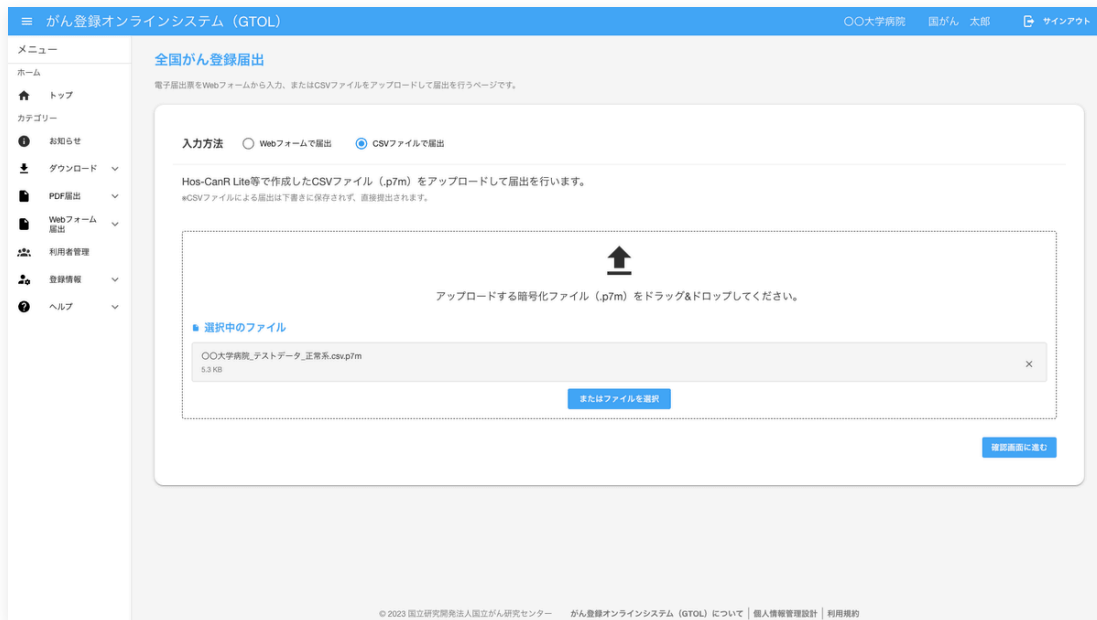 がん登録オンラインシステム（GTOL）
〇〇大学病院 国がん 太郎 サインアウト
メニュー
ホーム
トップ
カテゴリー
お知らせ
ダウンロード
PDF届出
Webフォーム
届出
利用者管理
登録情報
ヘルプ
全国がん登録届出
電子届出票をWebフォームから入力、またはCSVファイルをアップロードして届出を行うページです。
入力方法 Webフォームで届出 CSVファイルで届出
Hos-CanR Lite等で作成したCSVファイル（.p7m）をアップロードして届出を行います。
※CSVファイルによる届出は下書きに保存されず、直接提出されます。
アップロードする暗号化ファイル（.p7m）をドラッグ&ドロップしてください。
選択中のファイル
〇〇大学病院_テストデータ_正常系.csv.p7m
5.3 KB
またはファイルを選択
確認画面に進む
© 2023 国立研究開発法人国立がん研究センター がん登録オンラインシステム（GTOL）について 個人情報管理設計 利用規約